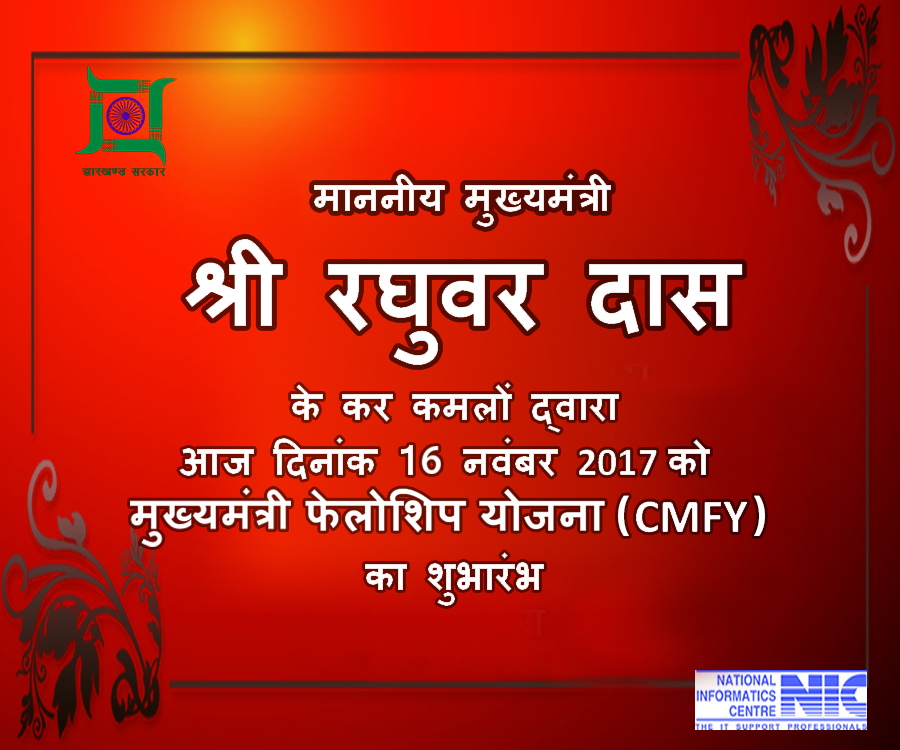 झारखण्ड सरकार
माननीय मुख्यमंत्री
श्री रघुवर दास
के कर कमलों द्वारा
आज दिनांक 16 नवंबर 2017 को
मुख्यमंत्री फेलोशिप योजना (CMFY)
का शुभारंभ
NATIONAL
INFORMATICS
CENTRE
NIC
THE IT SUPPORT PROFESSIONALS